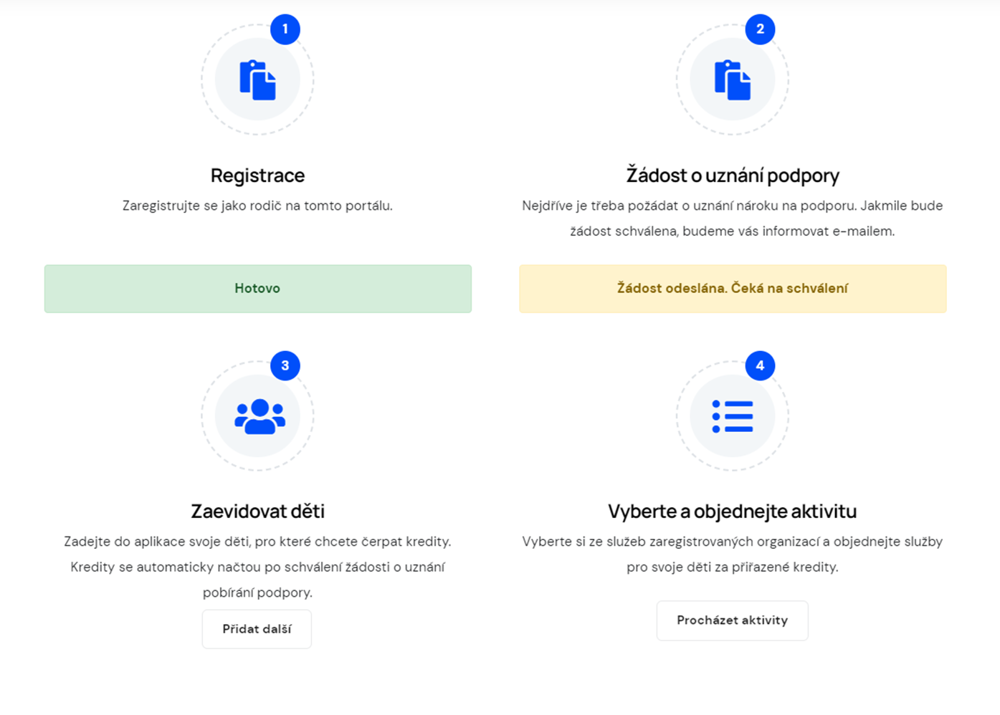 1
Registrace
Zaregistrujte se jako rodič na tomto portálu.
Hotovo
2
Žádost o uznání podpory
Nejdříve je třeba požádat o uznání nároku na podporu. Jakmile bude
žádost schválena, budeme vás informovat e-mailem.
Žádost odeslána. Čeká na schválení
3
Zaevidovat děti
Zadejte do aplikace svoje děti, pro které chcete čerpat kredity.
Kredity se automaticky načtou po schválení žádosti o uznání
pobírání podpory.
Přidat další
4
Vyberte a objednejte aktivitu
Vyberte si ze služeb zaregistrovaných organizací a objednejte služby
pro svoje děti za přiřazené kredity.
Procházet aktivity